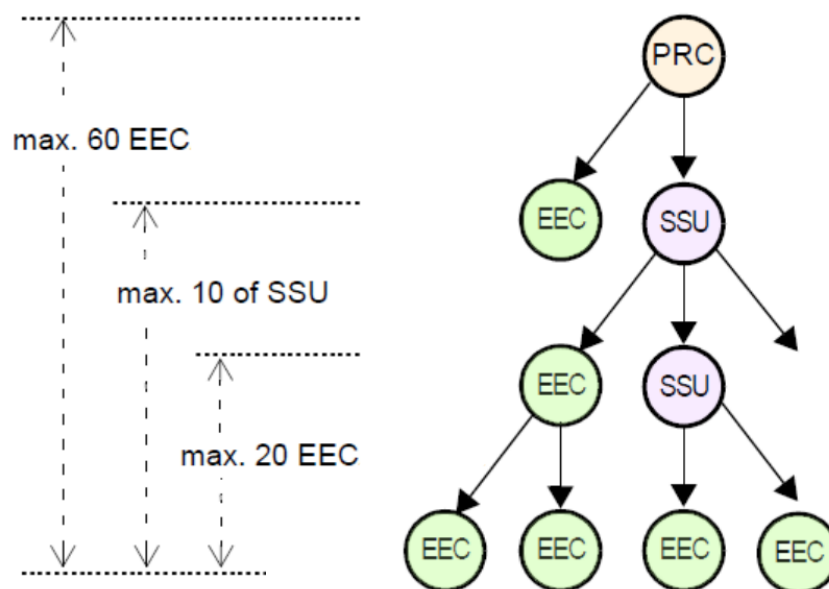 PRC
max. 60 EEC
EEC
SSU
max. 10 of SSU
EEC
SSU
max. 20 EEC
EEC
EEC
EEC
EEC